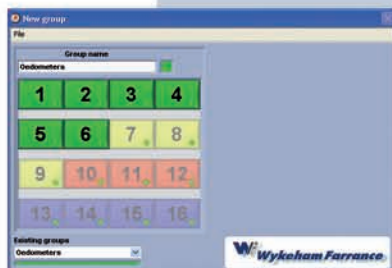 New group
File
Group name
Oedometers
1 2 3 4
5 6 7 8
9 10 11 12
13 14 15 16
Existing groups
Oedometers
WF Wykeham Farrance